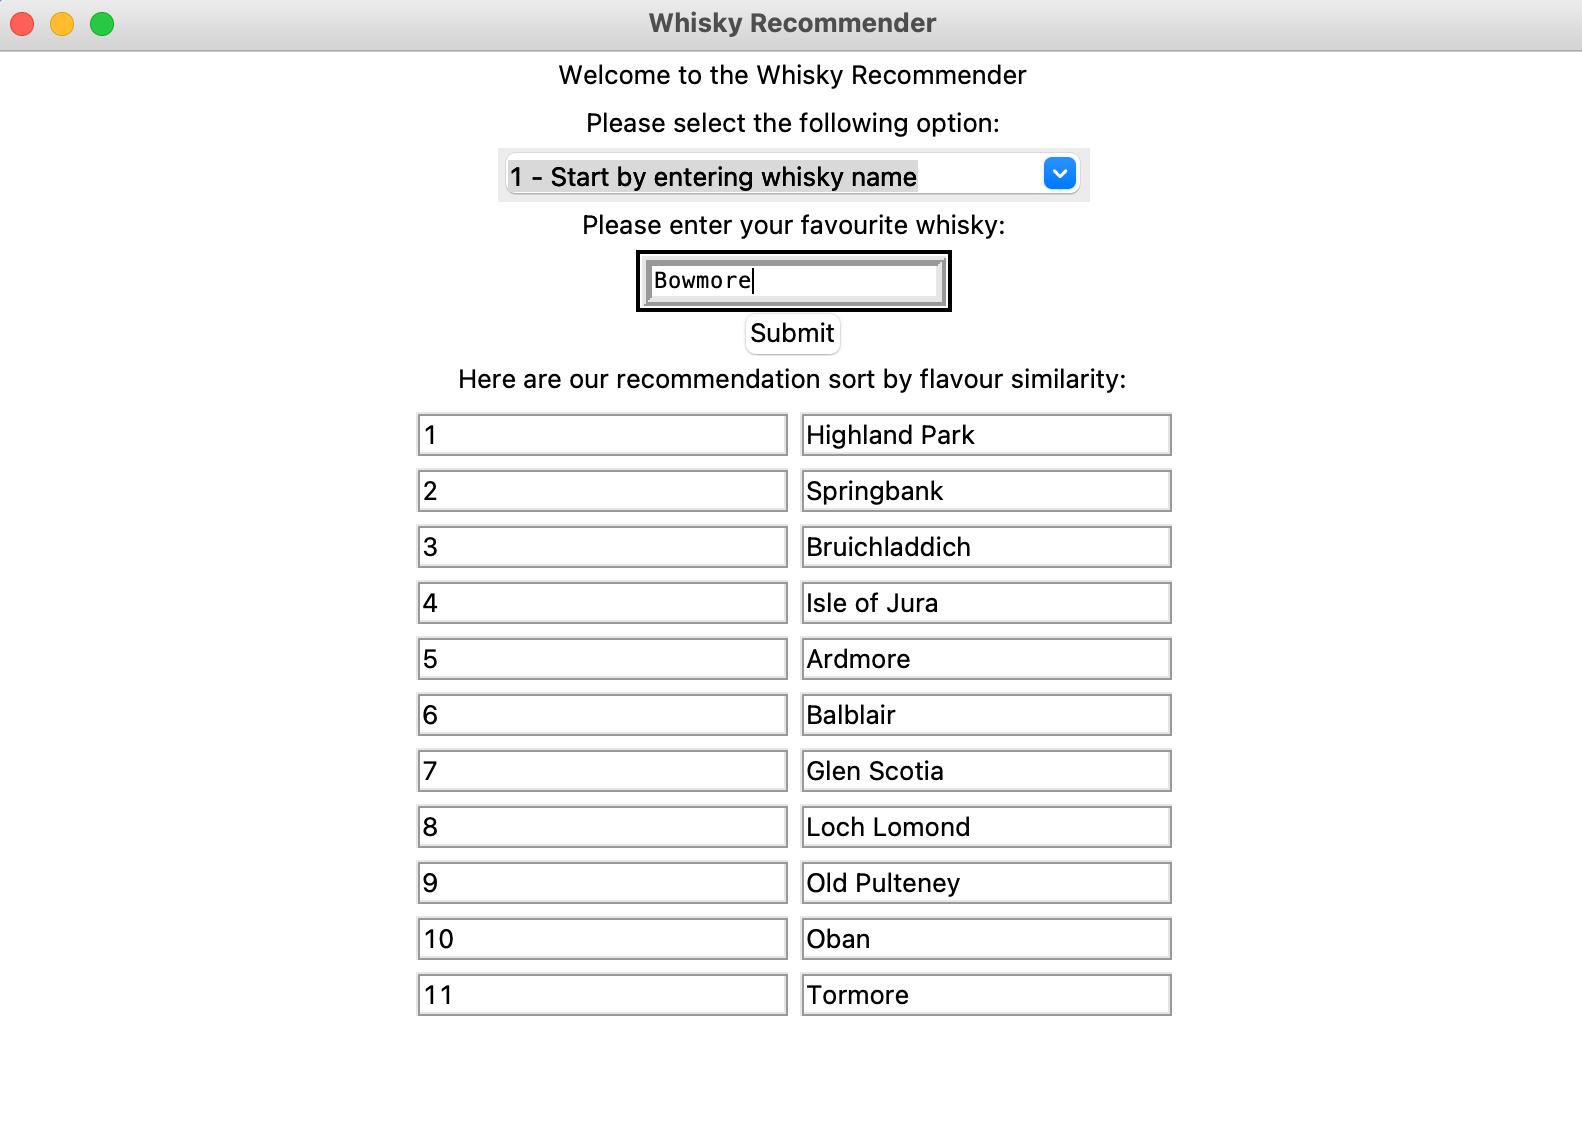 Whisky Recommender
Welcome to the Whisky Recommender
Please select the following option:
1 - Start by entering whisky name
Please enter your favourite whisky:
Bowmore
Submit
Here are our recommendation sort by flavour similarity:
1 Highland Park
2 Springbank
3 Bruichladdich
4 Isle of Jura
5 Ardmore
6 Balblair
7 Glen Scotia
8 Loch Lomond
9 Old Pulteney
10 Oban
11 Tormore